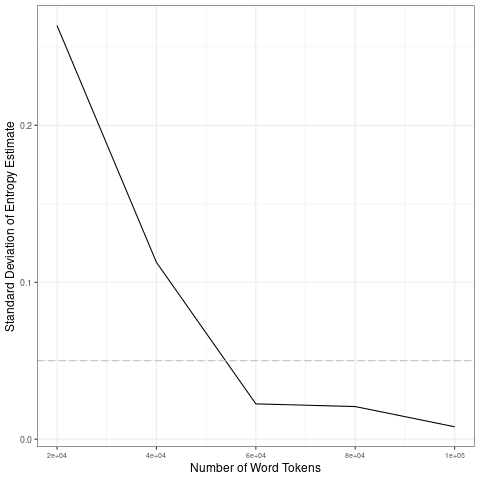 Standard Deviation of Entropy Estimate
0.2
0.1
0.0
2e+04 4e+04 6e+04 8e+04 1e+05
Number of Word Tokens